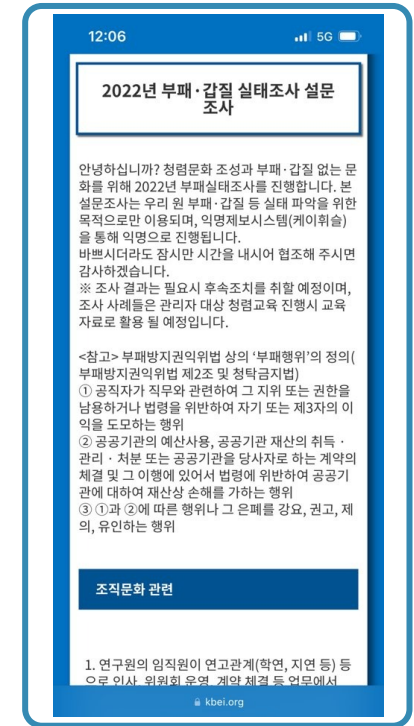 12:06 5G
2022년 부패·갑질 실태조사 설문
조사
안녕하십니까? 청렴문화 조성과 부패·갑질 없는 문
화를 위해 2022년 부패실태조사를 진행합니다. 본
설문조사는 우리 원 부패·갑질 등 실태 파악을 위한
목적으로만 이용되며, 익명제보시스템(케이휘슬)
을 통해 익명으로 진행됩니다.
바쁘시더라도 잠시만 시간을 내시어 협조해 주시면
감사하겠습니다.
※ 조사 결과는 필요시 후속조치를 취할 예정이며,
조사 사례들은 관리자 대상 청렴교육 진행시 교육
자료로 활용 될 예정입니다.
<참고> 부패방지권익위법 상의 ‘부패행위’의 정의(
부패방지권익위법 제2조 및 청탁금지법)
① 공직자가 직무와 관련하여 그 지위 또는 권한을
남용하거나 법령을 위반하여 자기 또는 제3자의 이
익을 도모하는 행위
② 공공기관의 예산사용, 공공기관 재산의 취득 ·
관리 · 처분 또는 공공기관을 당사자로 하는 계약의
체결 및 그 이행에 있어서 법령에 위반하여 공공기
관에 대하여 재산상 손해를 가하는 행위
③ ①과 ②에 따른 행위나 그 은폐를 강요, 권고, 제
의, 유인하는 행위
조직문화 관련
1. 연구원의 임직원이 연고관계(학연, 지연 등) 등
으로 인사, 위원회 운영, 계약 체결 등 업무에서
kbei.org